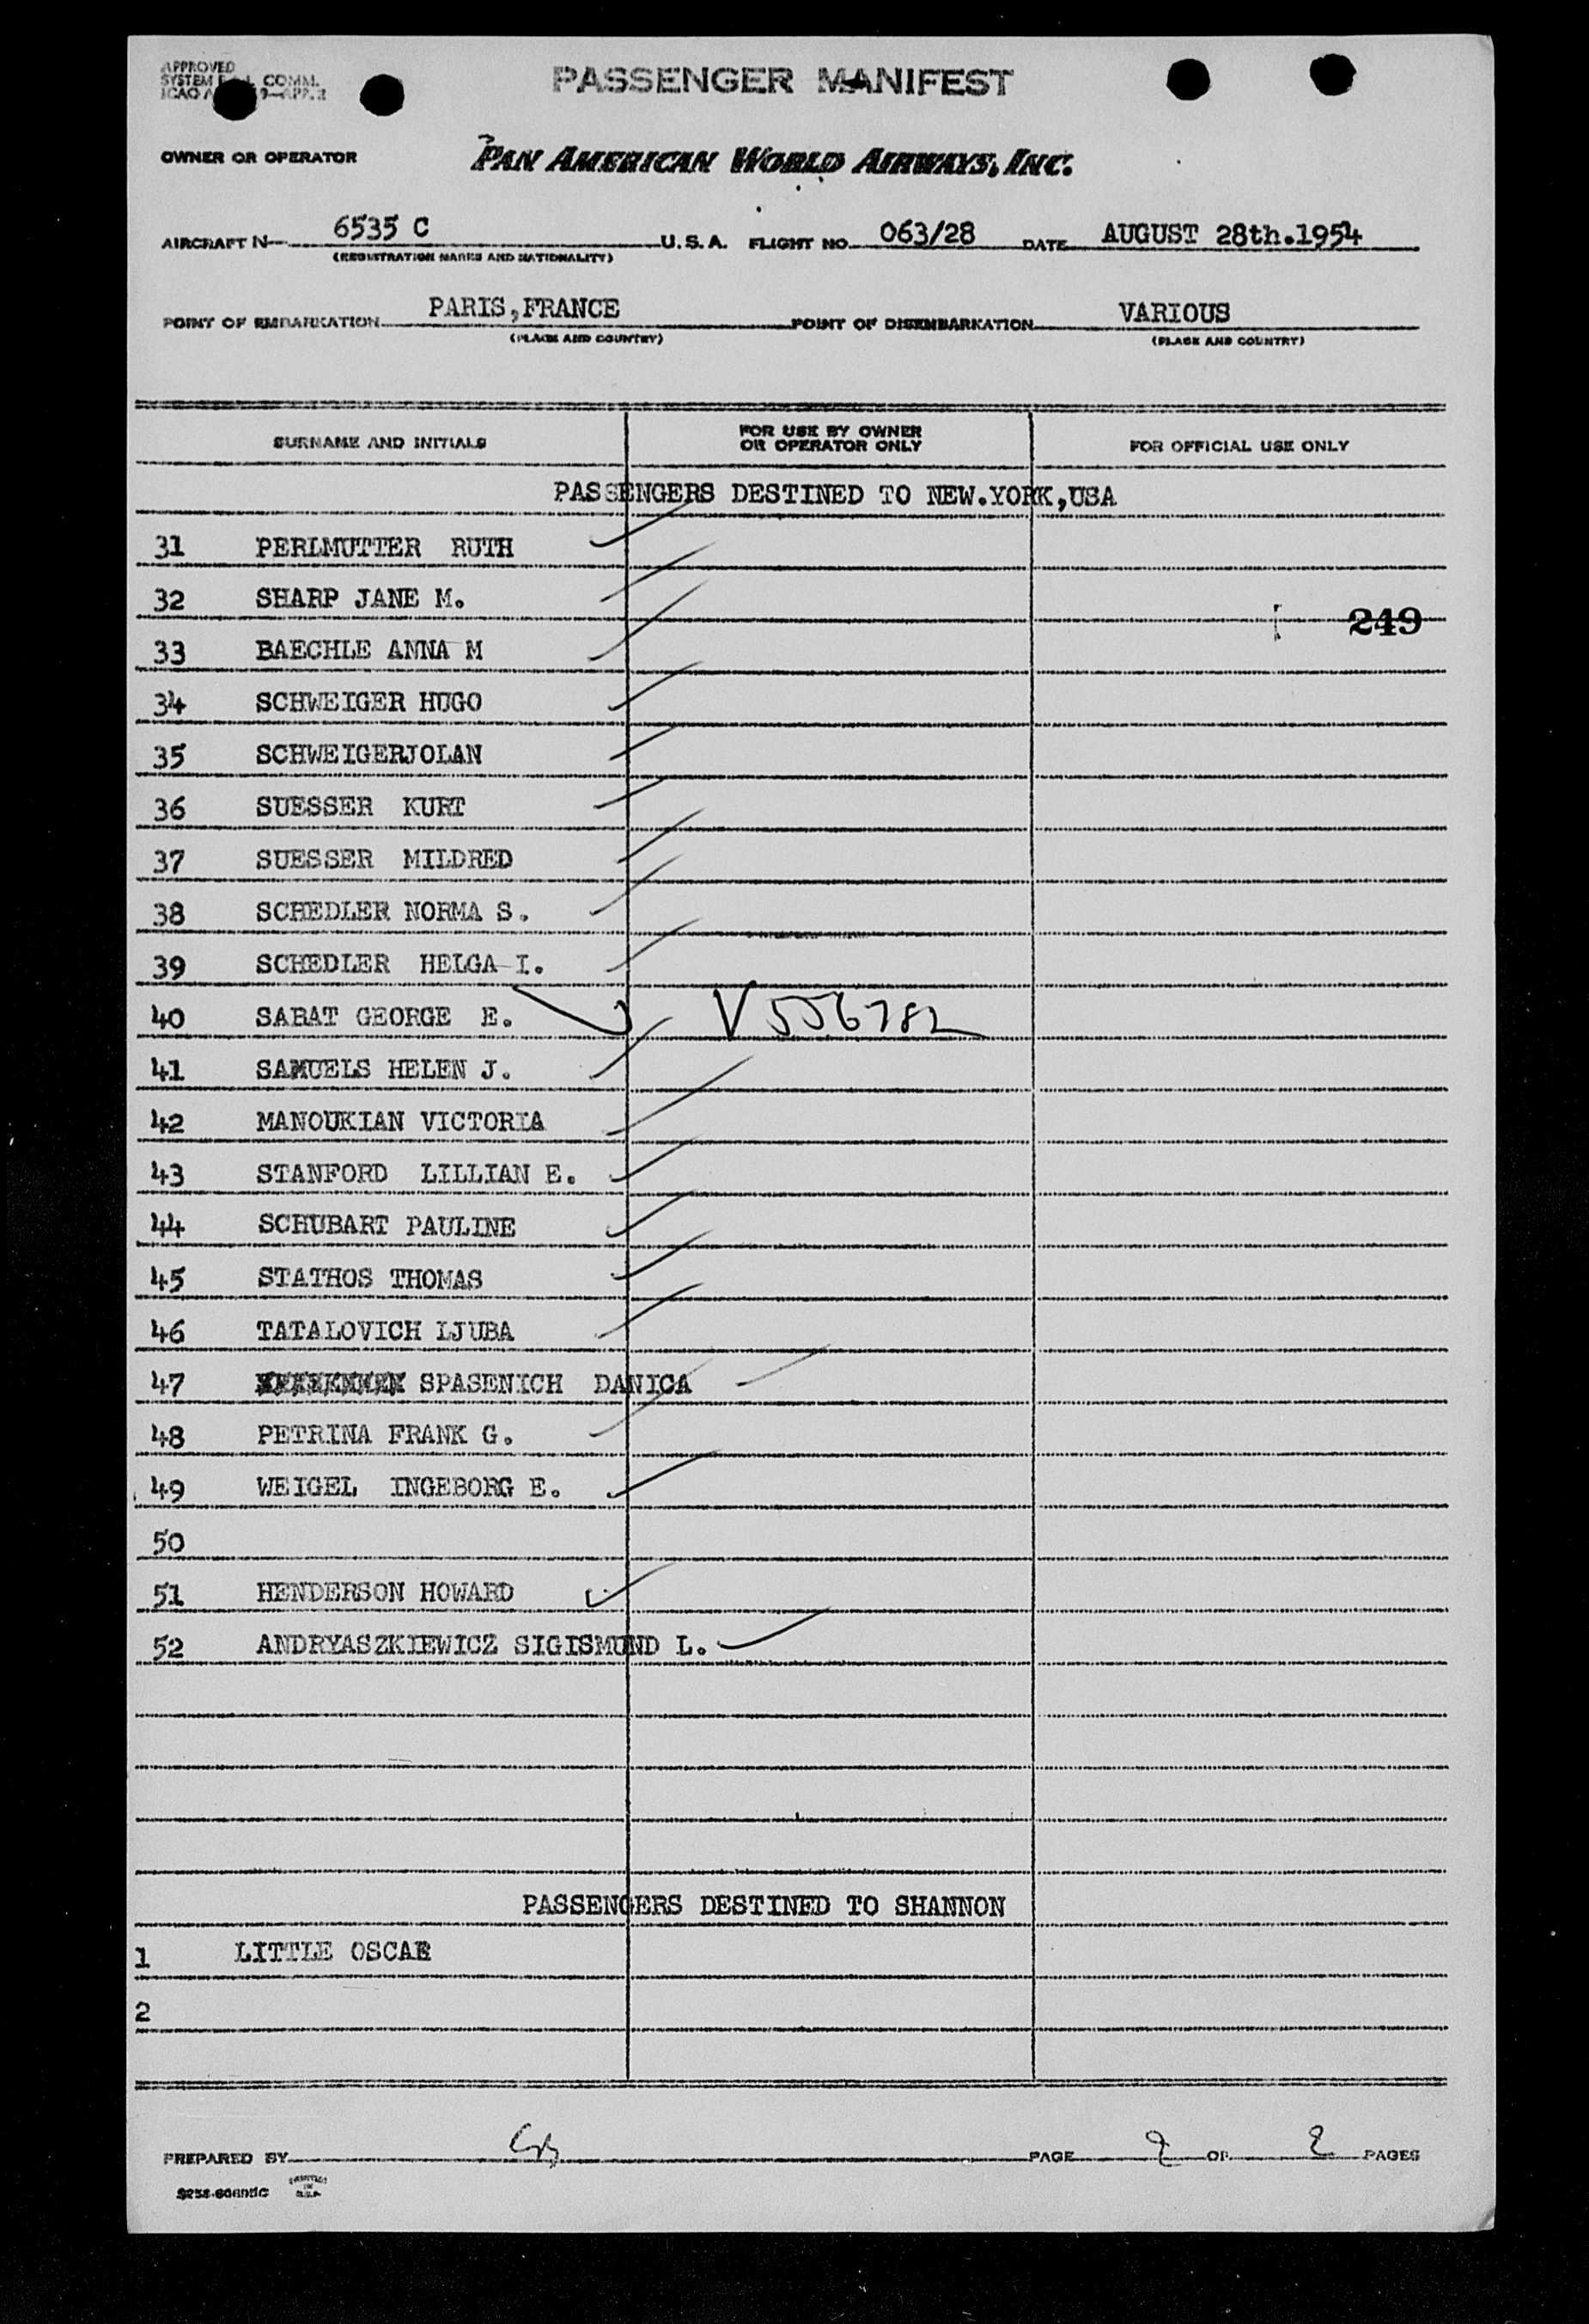 APPROVED
SYSTEM COMM.
ICAO 9—APP. 2
PASSENGER MANIFEST
OWNER OR OPERATOR PAN AMERICAN WORLD AIRWAYS, INC.
AIRCRAFT N— 6535 C U.S.A. FLIGHT NO. 063/28 DATE AUGUST 28th.1954
(REGISTRATION MARKS AND NATIONALITY)
POINT OF EMBARKATION PARIS,FRANCE POINT OF DISEMBARKATION VARIOUS
(PLACE AND COUNTRY) (PLACE AND COUNTRY)
SURNAME AND INITIALS FOR USE BY OWNER OR OPERATOR ONLY FOR OFFICIAL USE ONLY
PASSENGERS DESTINED TO NEW.YORK,USA
31 PERLMUTTER RUTH
32 SHARP JANE M.
249
33 BAECHLE ANNA M
34 SCHWEIGER HUGO
35 SCHWEIGERJOLAN
36 SUESSER KURT
37 SUESSER MILDRED
38 SCHEDLER NORMA S.
39 SCHEDLER HELGA I.
40 SABAT GEORGE E. V556782
41 SAMUELS HELEN J.
42 MANOUKIAN VICTORIA
43 STANFORD LILLIAN E.
44 SCHUBART PAULINE
45 STATHOS THOMAS
46 TATALOVICH LJUBA
47 SPASENICH DANICA
48 PETRINA FRANK G.
49 WEIGEL INGEBORG E.
50
51 HENDERSON HOWARD
52 ANDRYASZKIEWICZ SIGISMUND L.
PASSENGERS DESTINED TO SHANNON
1 LITTLE OSCAR
2
PREPARED BY PAGE 2 OF 2 PAGES